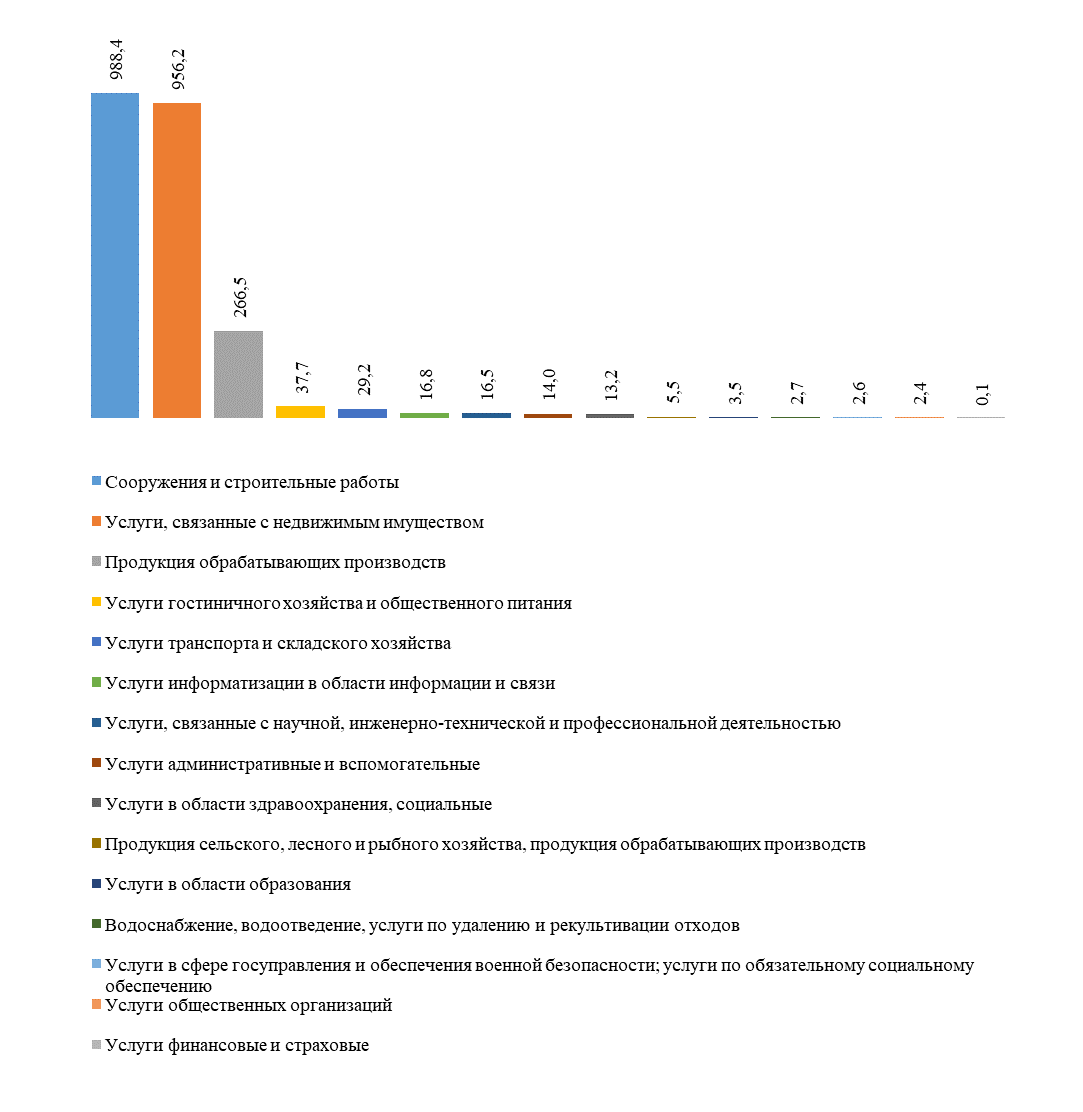 988,4
956,2
266,5
37,7
29,2
16,8
16,5
14,0
13,2
5,5
3,5
2,7
2,6
2,4
0,1
Сооружения и строительные работы
Услуги, связанные с недвижимым имуществом
Продукция обрабатывающих производств
Услуги гостиничного хозяйства и общественного питания
Услуги транспорта и складского хозяйства
Услуги информатизации в области информации и связи
Услуги, связанные с научной, инженерно-технической и профессиональной деятельностью
Услуги административные и вспомогательные
Услуги в области здравоохранения, социальные
Продукция сельского, лесного и рыбного хозяйства, продукция обрабатывающих производств
Услуги в области образования
Водоснабжение, водоотведение, услуги по удалению и рекультивации отходов
Услуги в сфере госуправления и обеспечения военной безопасности; услуги по обязательному социальному
обеспечению
Услуги общественных организаций
Услуги финансовые и страховые